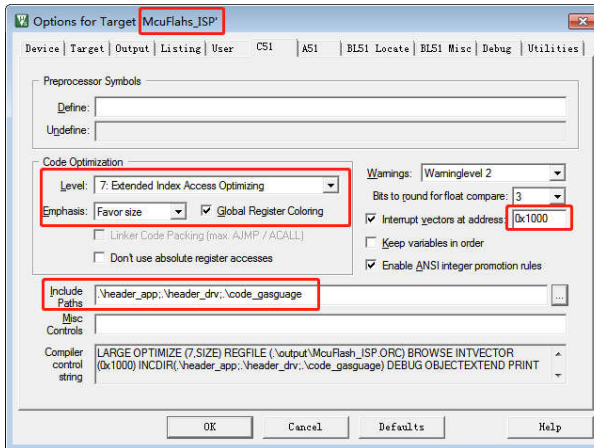 Options for Target 'McuFlahs_ISP'
Device | Target | Output | Listing | User C51 A51 BL51 Locate | BL51 Misc | Debug Utilities
Preprocessor Symbols
Define:
Undefine:
Code Optimization
Level: 7: Extended Index Access Optimizing
Emphasis: Favor size Global Register Coloring
Linker Code Packing (max. AJMP / ACALL)
Don't use absolute register accesses
Warnings: Warninglevel 2
Bits to round for float compare: 3
Interrupt vectors at address: 0x1000
Keep variables in order
Enable ANSI integer promotion rules
Include Paths .\header_app;.\header_drv;.\code_gasguage ...
Misc Controls
Compiler control string LARGE OPTIMIZE (7,SIZE) REGFILE (.\output\McuFlash_ISP.ORC) BROWSE INTVECTOR
(0x1000) INCDIR(.\header_app;.\header_drv;.\code_gasguage) DEBUG OBJECTEXTEND PRINT
OK Cancel Defaults Help